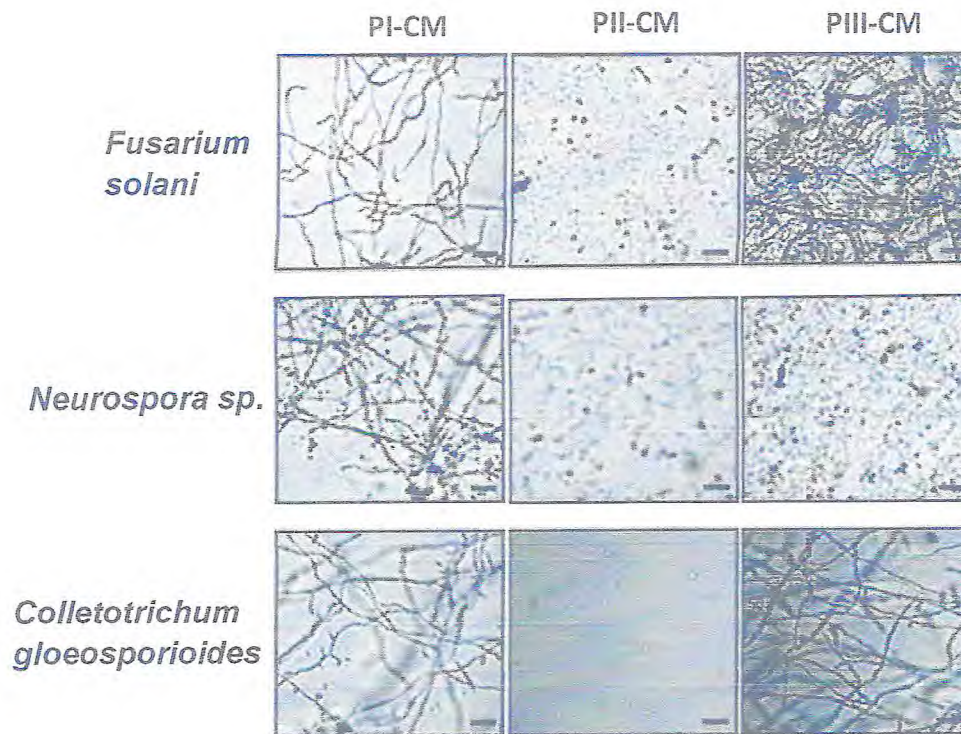 PI-CM PII-CM PIII-CM
Fusarium
solani
Neurospora sp.
Colletotrichum
gloeosporioides